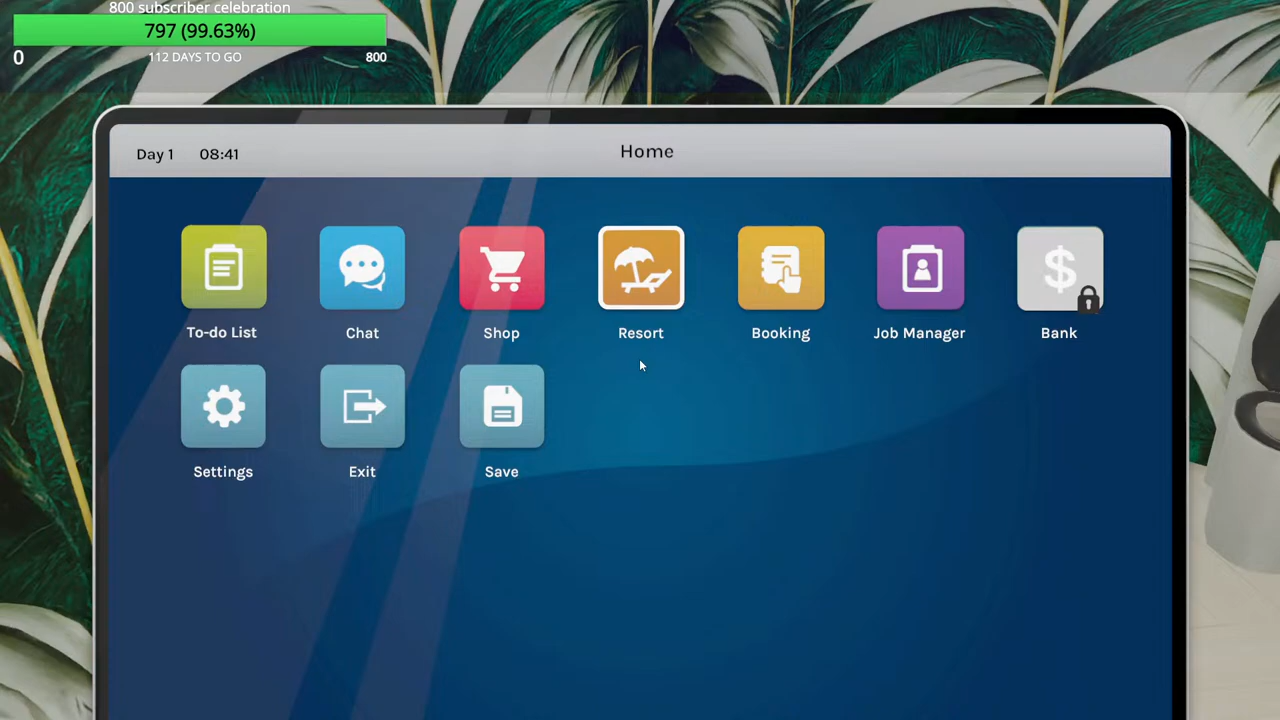 800 subscriber celebration
797 (99.63%)
0 112 DAYS TO GO 800
Day 1 08:41 Home
To-do List Chat Shop Resort Booking Job Manager Bank
Settings Exit Save